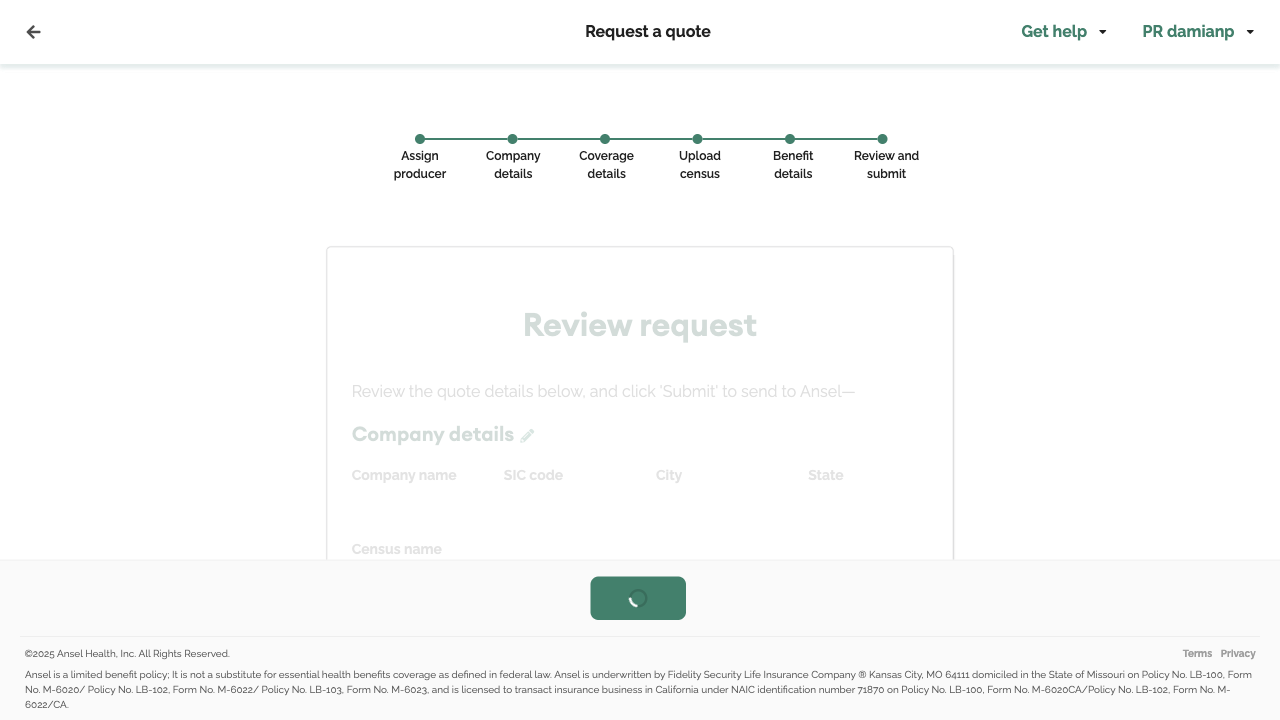 Request a quote
Get help
PR damianp
Assign
producer
Company
details
Coverage
details
Upload
census
Benefit
details
Review and
submit
Review request
Review the quote details below, and click 'Submit' to send to Ansel—
Company details
Company name SIC code City State
Census name
©2025 Ansel Health, Inc. All Rights Reserved.
Terms Privacy
Ansel is a limited benefit policy; It is not a substitute for essential health benefits coverage as defined in federal law. Ansel is underwritten by Fidelity Security Life Insurance Company ® Kansas City, MO 64111 domiciled in the State of Missouri on Policy No. LB-100, Form
No. M-6020/ Policy No. LB-102, Form No. M-6022/ Policy No. LB-103, Form No. M-6023, and is licensed to transact insurance business in California under NAIC identification number 71870 on Policy No. LB-100, Form No. M-6020CA/Policy No. LB-102, Form No. M-
6022/CA.